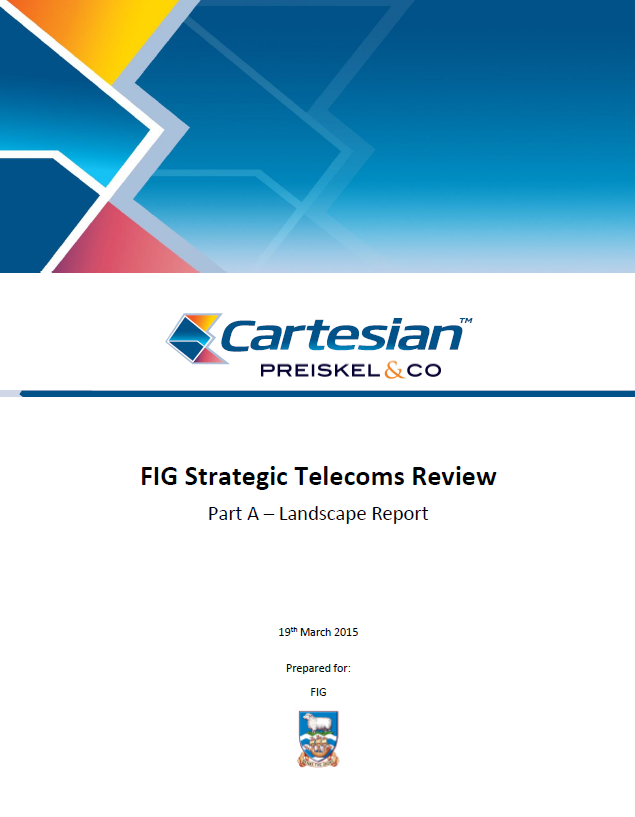 Cartesian™
PREISKEL & CO
FIG Strategic Telecoms Review
Part A – Landscape Report
19th March 2015
Prepared for:
FIG